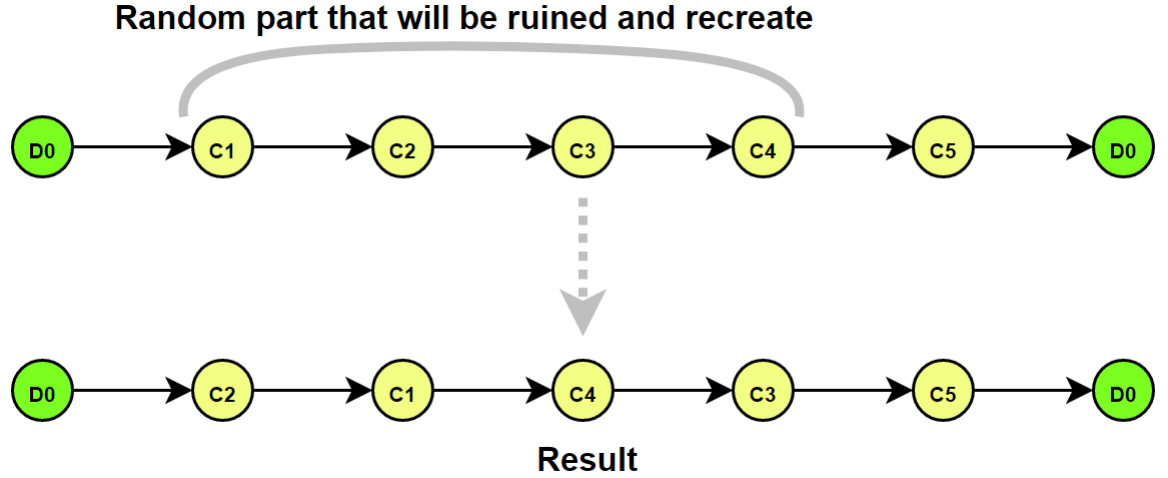 Random part that will be ruined and recreate
D0 C1 C2 C3 C4 C5 D0
D0 C2 C1 C4 C3 C5 D0
Result